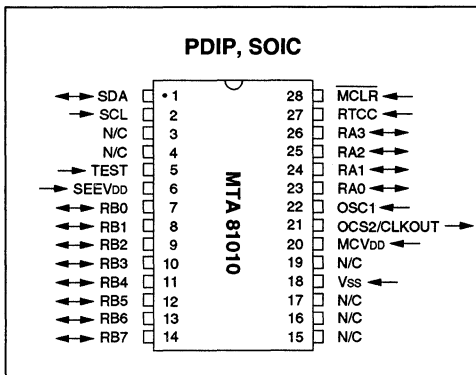 PDIP, SOIC
SDA • 1 28 MCLR
SCL 2 27 RTCC
N/C 3 26 RA3
N/C 4 25 RA2
TEST 5 24 RA1
SEEVDD 6 23 RA0
RB0 7 22 OSC1
RB1 8 21 OCS2/CLKOUT
RB2 9 20 MCVDD
RB3 10 19 N/C
RB4 11 18 VSS
RB5 12 17 N/C
RB6 13 16 N/C
RB7 14 15 N/C
MTA 81010